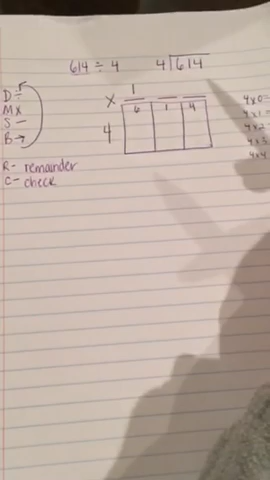 614 ÷ 4 4⟌614
D ÷
M x
S -
B →
R- remainder
C- check
x 1 _ _
6 1 4
4
4x0=
4x1=
4x2
4x3
4x4